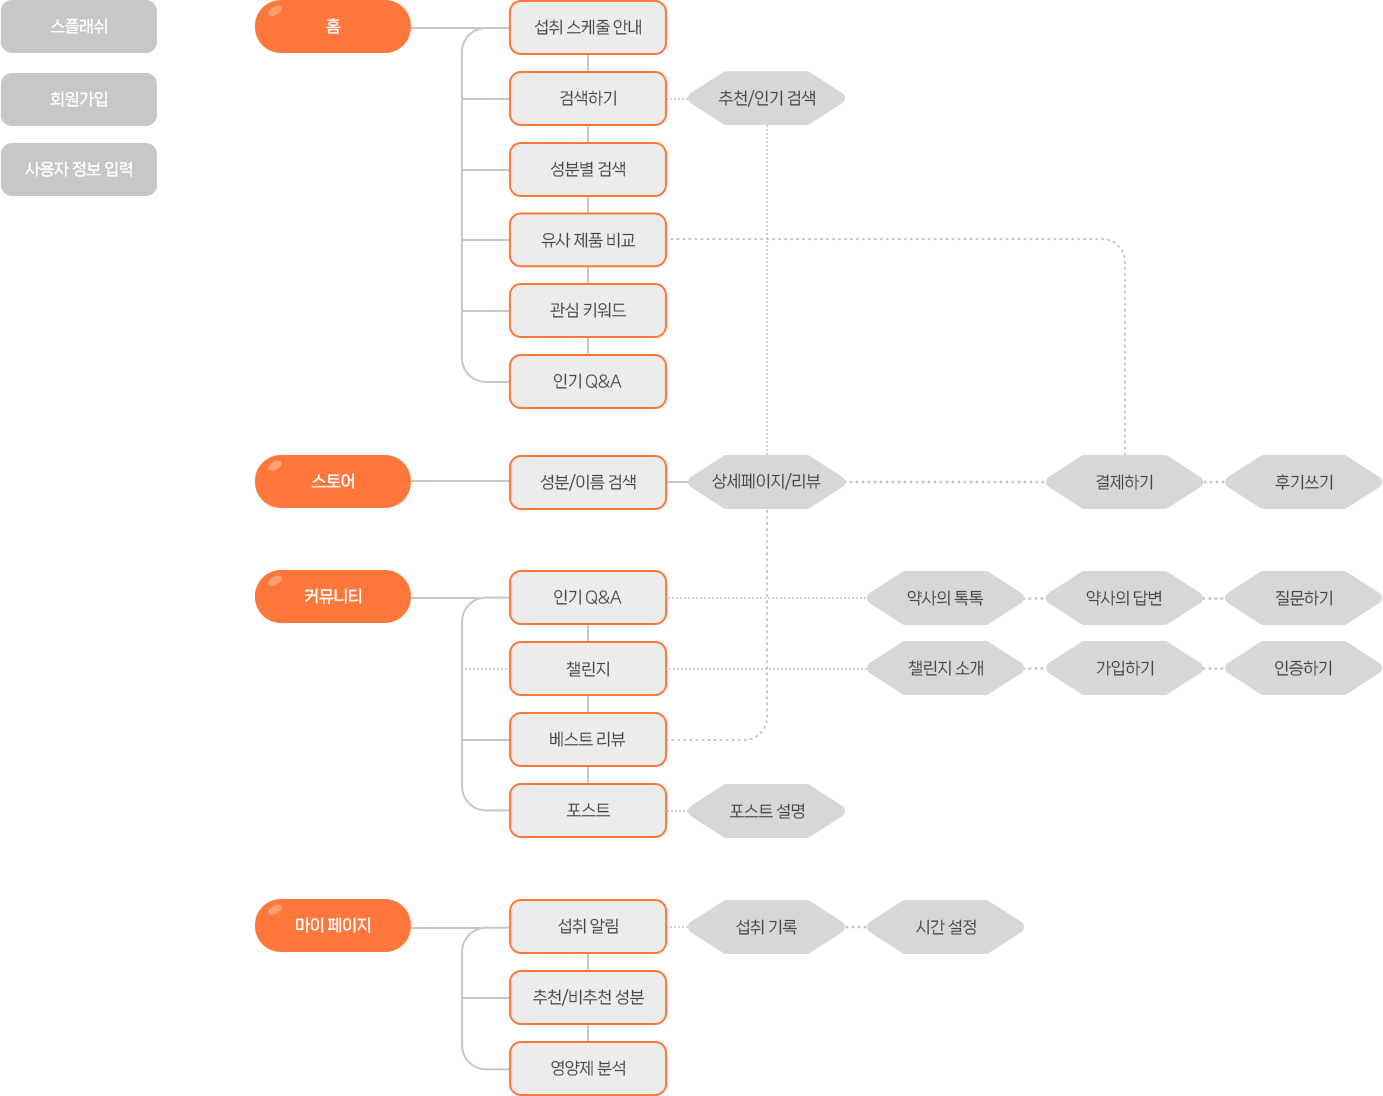 스플래쉬
회원가입
사용자 정보 입력
홈
섭취 스케줄 안내
검색하기
추천/인기 검색
성분별 검색
유사 제품 비교
관심 키워드
인기 Q&A
스토어
성분/이름 검색
상세페이지/리뷰
결제하기
후기쓰기
커뮤니티
인기 Q&A
약사의 톡톡
약사의 답변
질문하기
챌린지
챌린지 소개
가입하기
인증하기
베스트 리뷰
포스트
포스트 설명
마이 페이지
섭취 알림
섭취 기록
시간 설정
추천/비추천 성분
영양제 분석